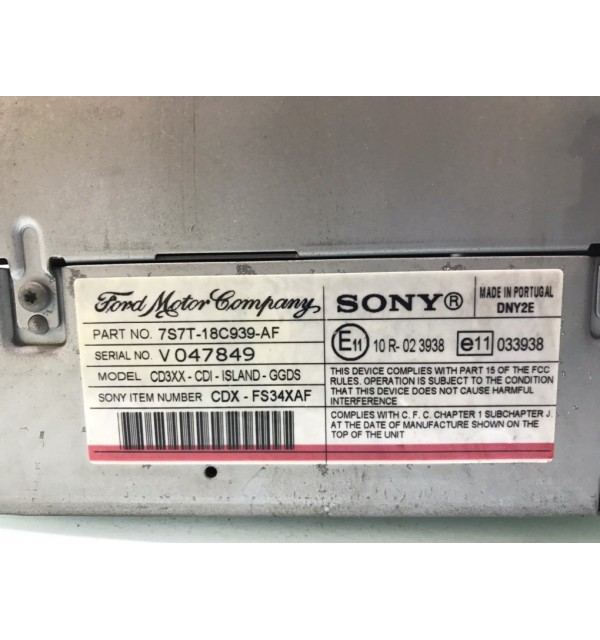 Ford Motor Company
PART NO. 7S7T-18C939-AF
SERIAL NO. V047849
MODEL CD3XX - CDI - ISLAND - GGDS
SONY ITEM NUMBER CDX - FS34XAF
SONY®
MADE IN PORTUGAL
DNY2E
E11 10 R- 02 3938 e11 033938
THIS DEVICE COMPLIES WITH PART 15 OF THE FCC
RULES. OPERATION IS SUBJECT TO THE CONDITION
THAT THIS DEVICE DOES NOT CAUSE HARMFUL
INTERFERENCE
COMPLIES WITH C. F. C. CHAPTER 1 SUBCHAPTER J.
AT THE DATE OF MANUFACTURE SHOWN ON THE
TOP OF THE UNIT